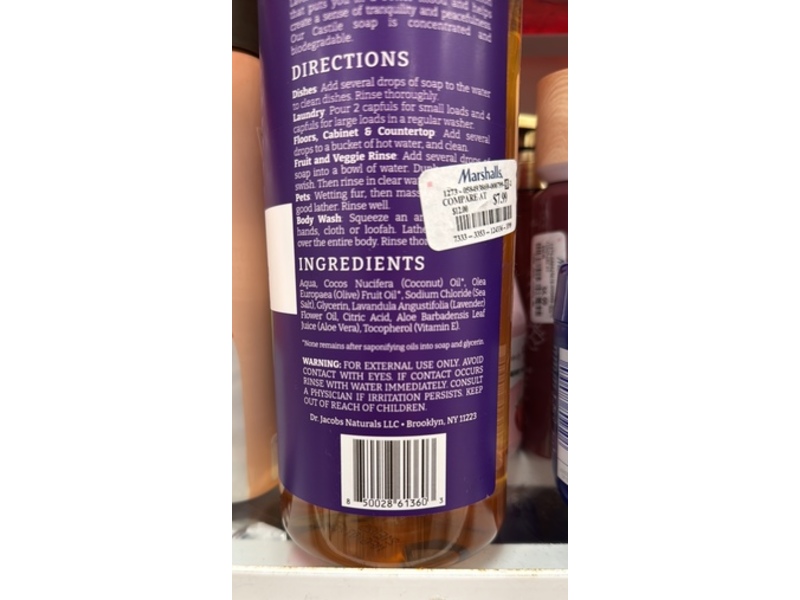 that puts you in a better mood and helps
create a sense of tranquility and peacefulness.
Our Castile soap is concentrated and
biodegradable.
DIRECTIONS
Dishes Add several drops of soap to the water
to clean dishes. Rinse thoroughly.
Laundry Pour 2 capfuls for small loads and 4
capfuls for large loads in a regular washer.
Floors, Cabinet & Countertop Add several
drops to a bucket of hot water, and clean.
Fruit and Veggie Rinse Add several drops of
soap into a bowl of water.
swish. Then rinse in clear
Pets Wetting fur, then
good lather. Rinse well.
Body Wash Squeeze an
hands, cloth or loofah.
over the entire body. Rinse
Marshalls
COMPARE AT
$12.00 $7.99
INGREDIENTS
Aqua, Cocos Nucifera (Coconut) Oil*, Olea
Europaea (Olive) Fruit Oil*, Sodium Chloride (Sea
Salt), Glycerin, Lavandula Angustifolia (Lavender)
Flower Oil, Citric Acid, Aloe Barbadensis Leaf
Juice (Aloe Vera), Tocopherol (Vitamin E).
*None remains after saponifying oils into soap and glycerin.
WARNING: FOR EXTERNAL USE ONLY. AVOID
CONTACT WITH EYES. IF CONTACT OCCURS
RINSE WITH WATER IMMEDIATELY. CONSULT
A PHYSICIAN IF IRRITATION PERSISTS. KEEP
OUT OF REACH OF CHILDREN.
Dr. Jacobs Naturals LLC • Brooklyn, NY 11223
8 50028 61360 3